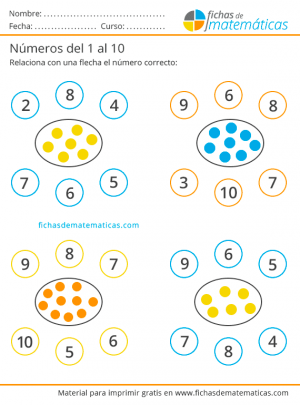 Nombre: ...............................
Fecha: .................... Curso: ............
fichas de
matemáticas
Números del 1 al 10
Relaciona con una flecha el número correcto:
2 8 4
7 6 5
9 6 8
3 10 7
fichasdematematicas.com
9 8 7
10 5 6
9 6 5
7 8 4
Material para imprimir gratis en www.fichasdematematicas.com